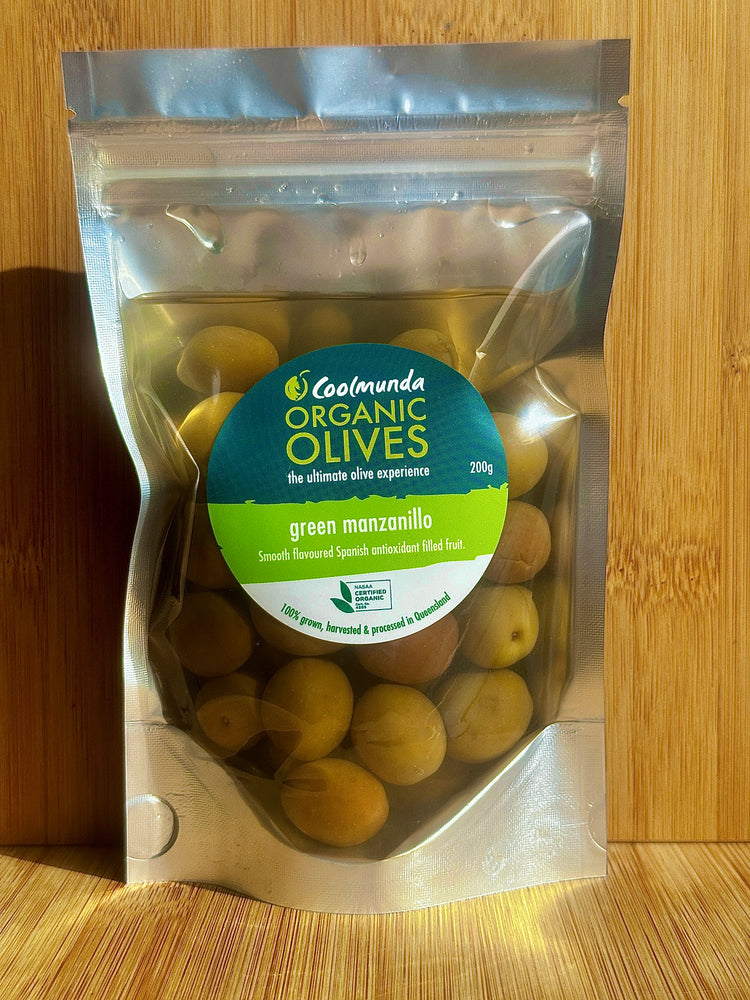 Coolmunda
ORGANIC
OLIVES
the ultimate olive experience
200g
green manzanillo
Smooth flavoured Spanish antioxidant filled fruit.
NASAA
CERTIFIED
ORGANIC
100% grown, harvested & processed in Queensland